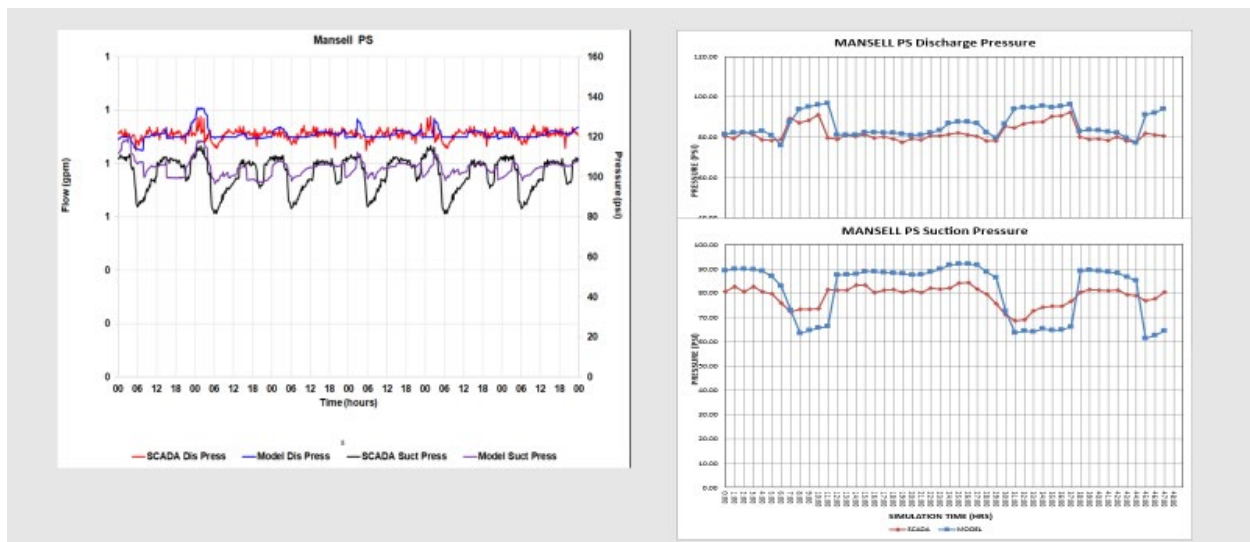 Mansell PS
1
1
1
1
0
0
0
160
140
120
100
80
60
40
20
0
Flow (gpm)
Pressure(psi)
00 06 12 18 00 06 12 18 00 06 12 18 00 06 12 18 00 06 12 18 00 06 12 18 00
Time(hours)
SCADA Dis Press Model Dis Press SCADA Suct Press Model Suct Press
MANSELL PS Discharge Pressure
120.00
100.00
80.00
60.00
PRESSURE (PSI)
MANSELL PS Suction Pressure
100.00
90.00
80.00
70.00
60.00
50.00
40.00
30.00
20.00
10.00
0.00
PRESSURE (PSI)
SIMULATION TIME (HRS)
SCADA MODEL